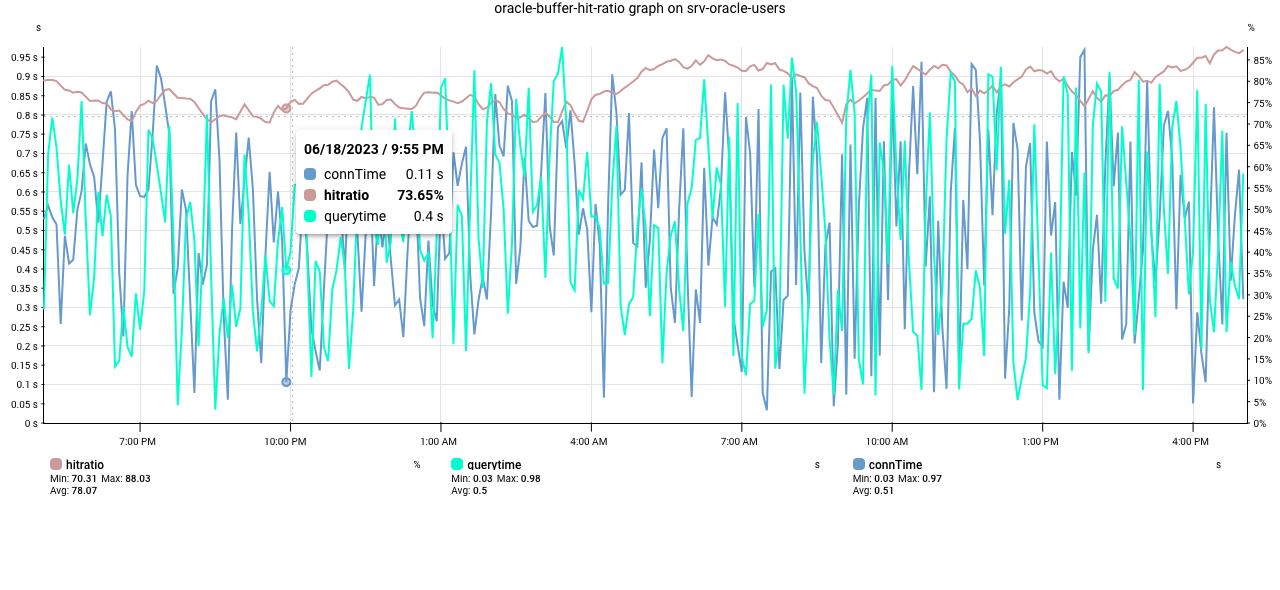 oracle-buffer-hit-ratio graph on srv-oracle-users
s
%
0.95 s
0.9 s
0.85 s
0.8 s
0.75 s
0.7 s
0.65 s
0.6 s
0.55 s
0.5 s
0.45 s
0.4 s
0.35 s
0.3 s
0.25 s
0.2 s
0.15 s
0.1 s
0.05 s
0 s
85%
80%
75%
70%
65%
60%
55%
50%
45%
40%
35%
30%
25%
20%
15%
10%
5%
0%
06/18/2023 / 9:55 PM
connTime 0.11 s
hitratio 73.65%
querytime 0.4 s
7:00 PM 10:00 PM 1:00 AM 4:00 AM 7:00 AM 10:00 AM 1:00 PM 4:00 PM
hitratio % querytime s connTime s
Min: 70.31 Max: 88.03 Min: 0.03 Max: 0.98 Min: 0.03 Max: 0.97
Avg: 78.07 Avg: 0.5 Avg: 0.51